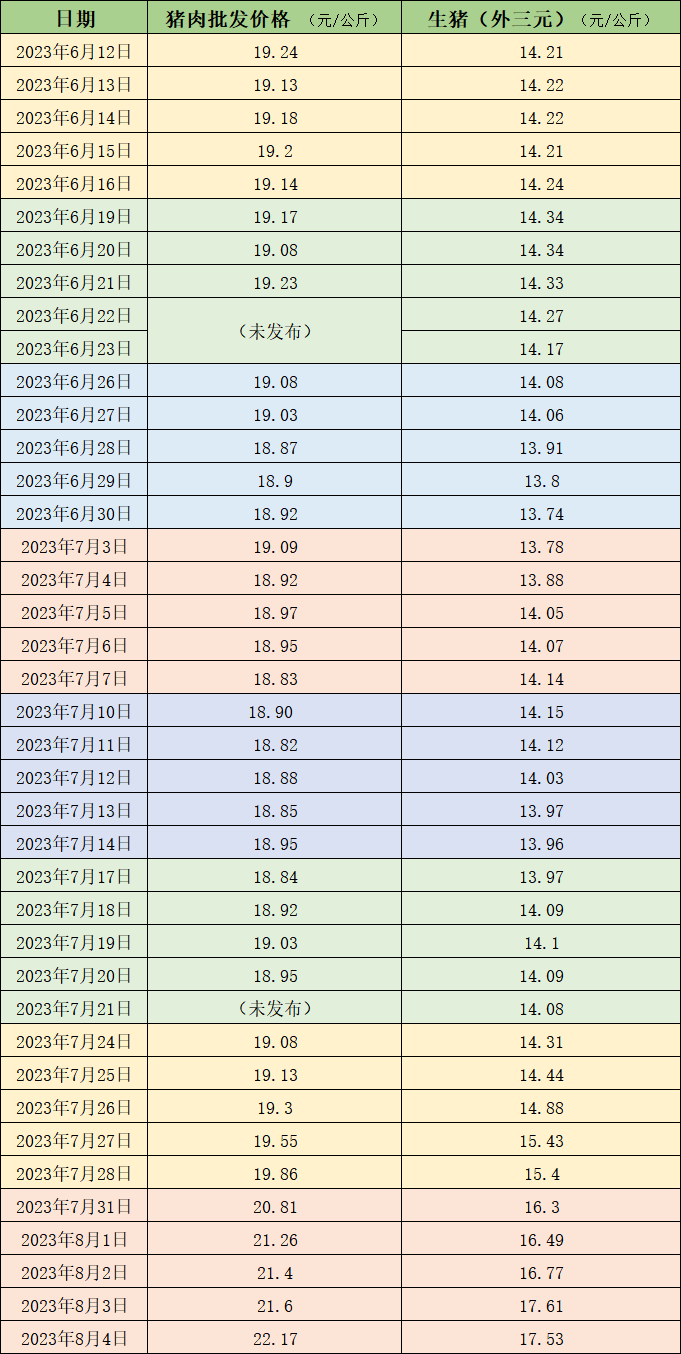 日期 猪肉批发价格 （元/公斤） 生猪（外三元）（元/公斤）
2023年6月12日 19.24 14.21
2023年6月13日 19.13 14.22
2023年6月14日 19.18 14.22
2023年6月15日 19.2 14.21
2023年6月16日 19.14 14.24
2023年6月19日 19.17 14.34
2023年6月20日 19.08 14.34
2023年6月21日 19.23 14.33
2023年6月22日 （未发布） 14.27
2023年6月23日 14.17
2023年6月26日 19.08 14.08
2023年6月27日 19.03 14.06
2023年6月28日 18.87 13.91
2023年6月29日 18.9 13.8
2023年6月30日 18.92 13.74
2023年7月3日 19.09 13.78
2023年7月4日 18.92 13.88
2023年7月5日 18.97 14.05
2023年7月6日 18.95 14.07
2023年7月7日 18.83 14.14
2023年7月10日 18.90 14.15
2023年7月11日 18.82 14.12
2023年7月12日 18.88 14.03
2023年7月13日 18.85 13.97
2023年7月14日 18.95 13.96
2023年7月17日 18.84 13.97
2023年7月18日 18.92 14.09
2023年7月19日 19.03 14.1
2023年7月20日 18.95 14.09
2023年7月21日 （未发布） 14.08
2023年7月24日 19.08 14.31
2023年7月25日 19.13 14.44
2023年7月26日 19.3 14.88
2023年7月27日 19.55 15.43
2023年7月28日 19.86 15.4
2023年7月31日 20.81 16.3
2023年8月1日 21.26 16.49
2023年8月2日 21.4 16.77
2023年8月3日 21.6 17.61
2023年8月4日 22.17 17.53